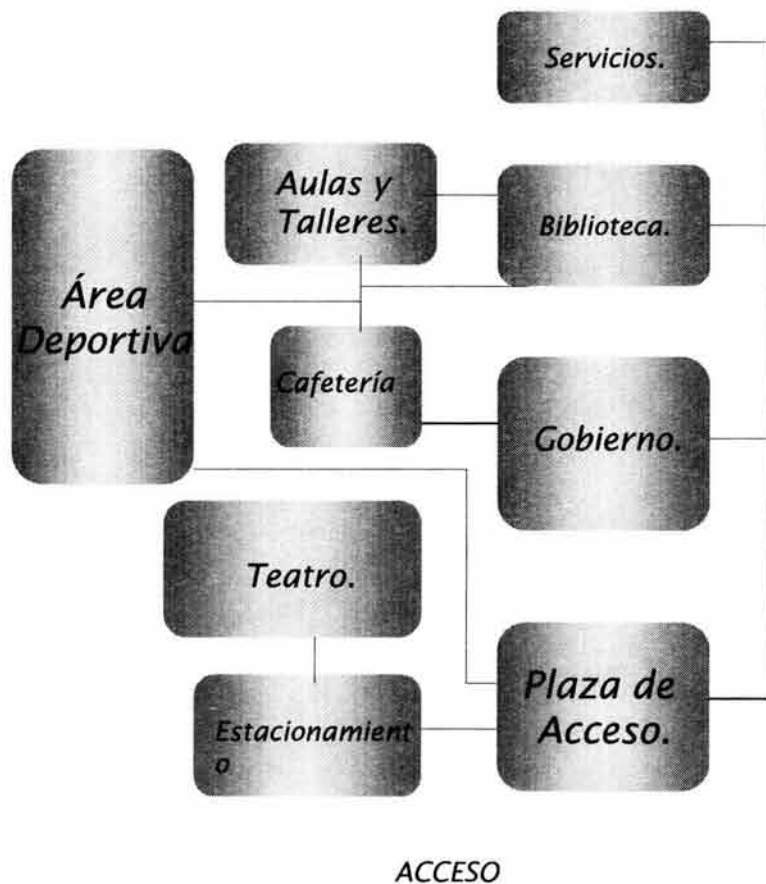 Servicios.
Aulas y
Talleres.
Biblioteca.
Área
Deportiva
Cafetería
Gobierno.
Teatro.
Plaza de
Acceso.
Estacionamient
o
ACCESO